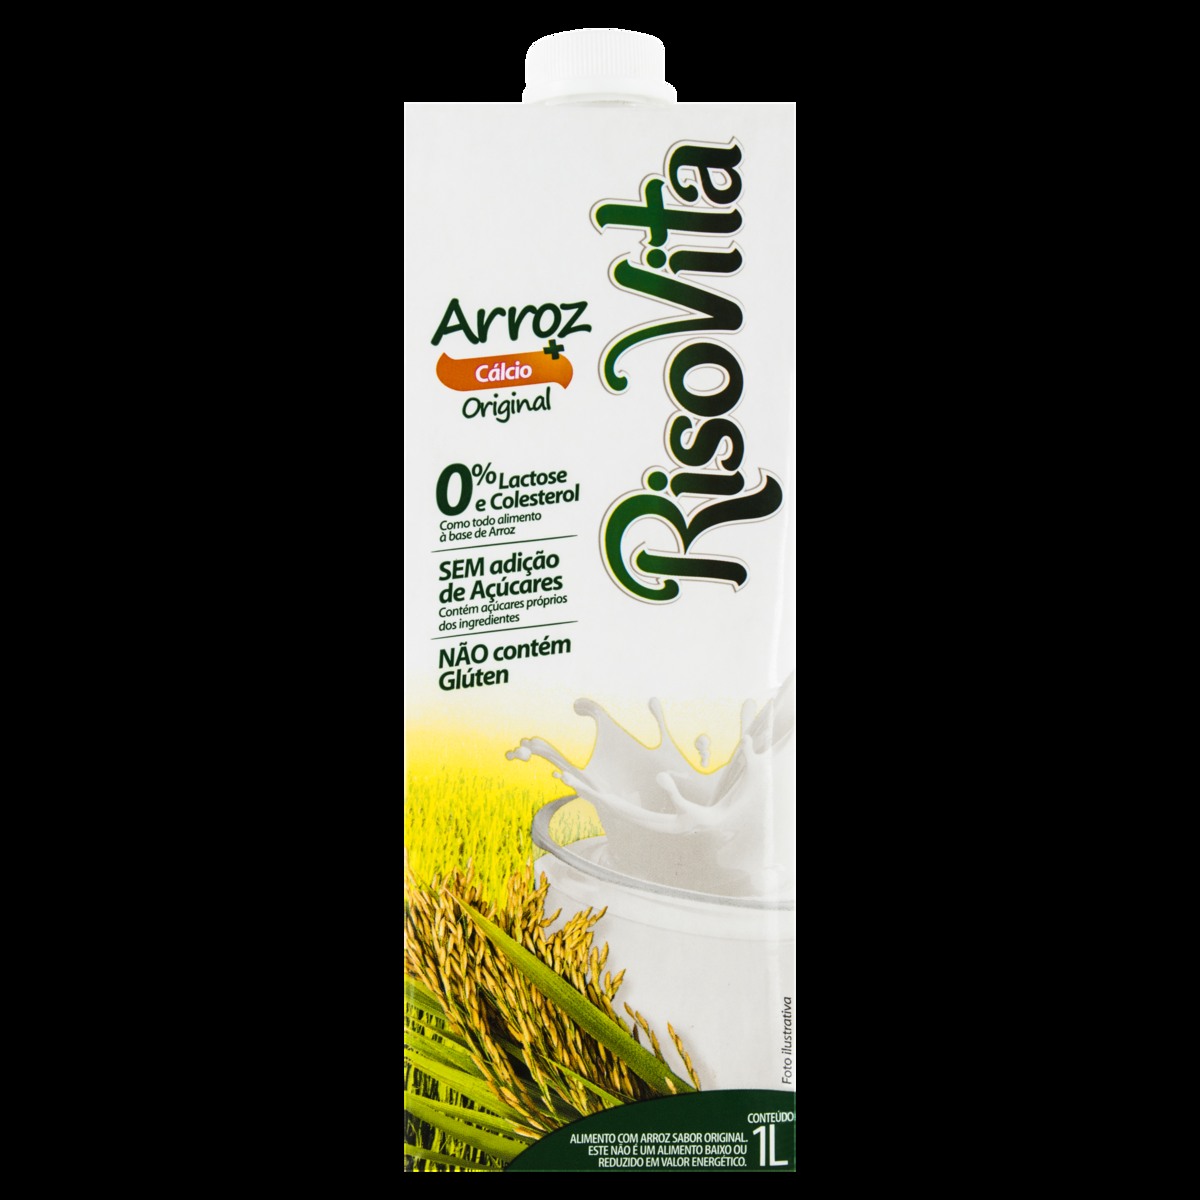 RisoVita
Arroz
+
Cálcio
Original
0% Lactose
e Colesterol
Como todo alimento
à base de Arroz
SEM adição
de Açúcares
Contém açúcares próprios
dos ingredientes
NÃO contém
Glúten
Foto ilustrativa
CONTEÚDO
1L
ALIMENTO COM ARROZ SABOR ORIGINAL.
ESTE NÃO É UM ALIMENTO BAIXO OU
REDUZIDO EM VALOR ENERGÉTICO.